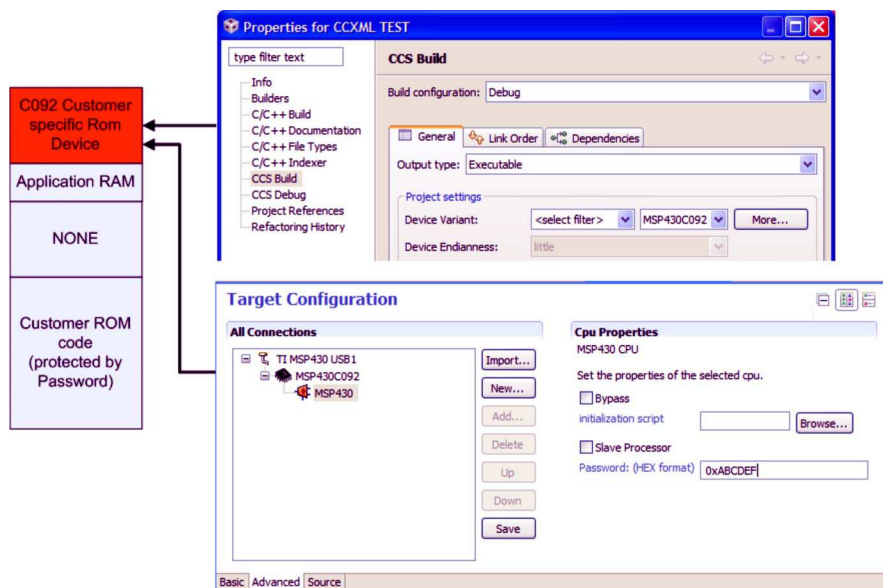 C092 Customer
specific Rom
Device
Application RAM
NONE
Customer ROM
code
(protected by
Password)
Properties for CCXML TEST
type filter text
Info
Builders
C/C++ Build
C/C++ Documentation
C/C++ File Types
C/C++ Indexer
CCS Build
CCS Debug
Project References
Refactoring History
CCS Build
Build configuration: Debug
General Link Order Dependencies
Output type: Executable
Project settings
Device Variant: <select filter> MSP430C092 More...
Device Endianness: little
Target Configuration
All Connections
TI MSP430 USB1
MSP430C092
MSP430
Import...
New...
Add...
Delete
Up
Down
Save
Cpu Properties
MSP430 CPU
Set the properties of the selected cpu.
Bypass
initialization script Browse...
Slave Processor
Password: (HEX format) 0xABCDEF
Basic Advanced Source